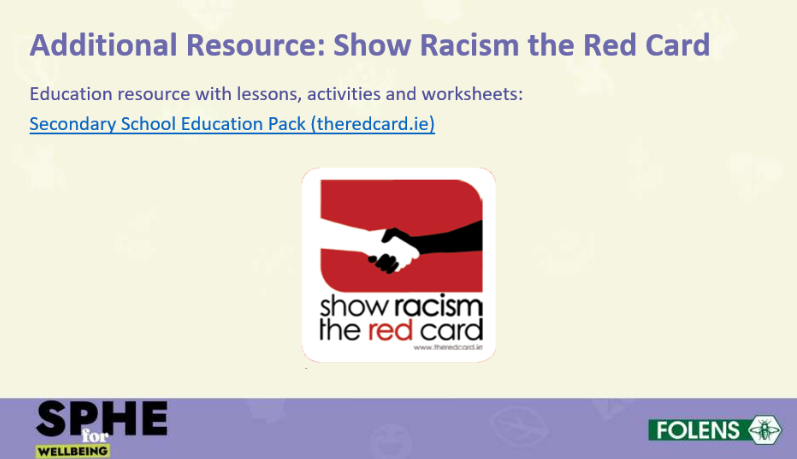 Additional Resource: Show Racism the Red Card
Education resource with lessons, activities and worksheets:
Secondary School Education Pack (theredcard.ie)
show racism
the red card
www.theredcard.ie
SPHE
for
WELLBEING
FOLENS